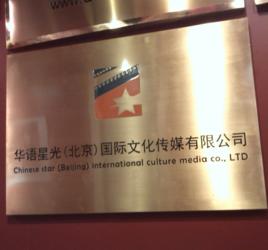 华语星光(北京)国际文化传媒有限公司
Chinese star (Beijing) international culture media co., LTD